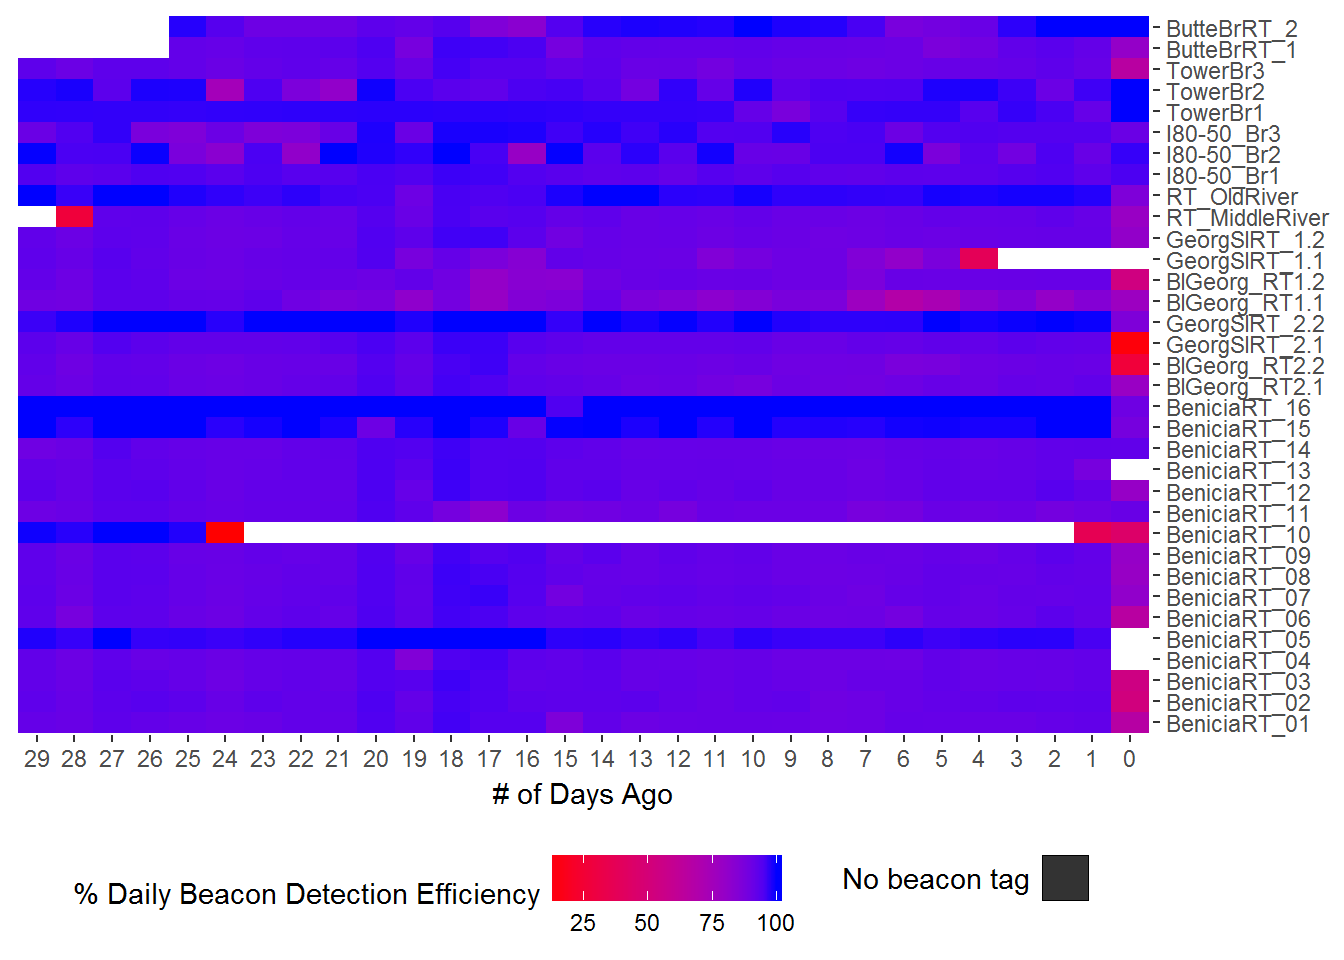 ButteBrRT_2
ButteBrRT_1
TowerBr3
TowerBr2
TowerBr1
I80-50_Br3
I80-50_Br2
I80-50_Br1
RT_OldRiver
RT_MiddleRiver
GeorgSlRT_1.2
GeorgSlRT_1.1
BlGeorg_RT1.2
BlGeorg_RT1.1
GeorgSlRT_2.2
GeorgSlRT_2.1
BlGeorg_RT2.2
BlGeorg_RT2.1
BeniciaRT_16
BeniciaRT_15
BeniciaRT_14
BeniciaRT_13
BeniciaRT_12
BeniciaRT_11
BeniciaRT_10
BeniciaRT_09
BeniciaRT_08
BeniciaRT_07
BeniciaRT_06
BeniciaRT_05
BeniciaRT_04
BeniciaRT_03
BeniciaRT_02
BeniciaRT_01
29 28 27 26 25 24 23 22 21 20 19 18 17 16 15 14 13 12 11 10 9 8 7 6 5 4 3 2 1 0
# of Days Ago
% Daily Beacon Detection Efficiency
25 50 75 100
No beacon tag